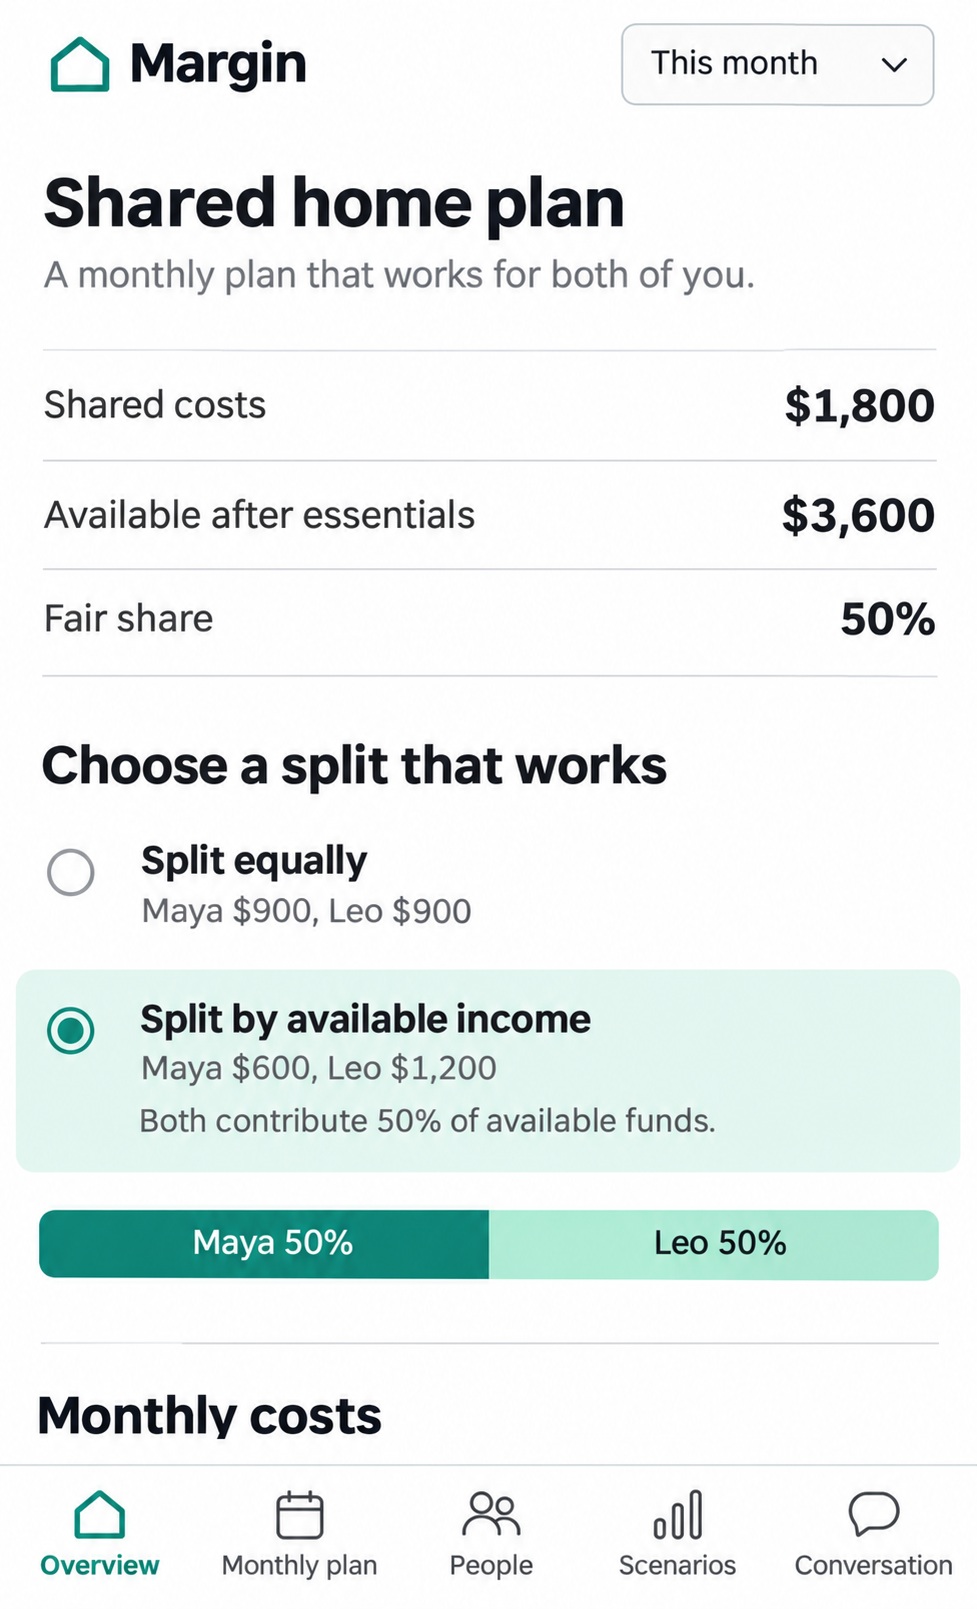 Margin
This month
Shared home plan
A monthly plan that works for both of you.
Shared costs
$1,800
Available after essentials
$3,600
Fair share
50%
Choose a split that works
Split equally
Maya $900, Leo $900
Split by available income
Maya $600, Leo $1,200
Both contribute 50% of available funds.
Maya 50%
Leo 50%
Monthly costs
Overview
Monthly plan
People
Scenarios
Conversation